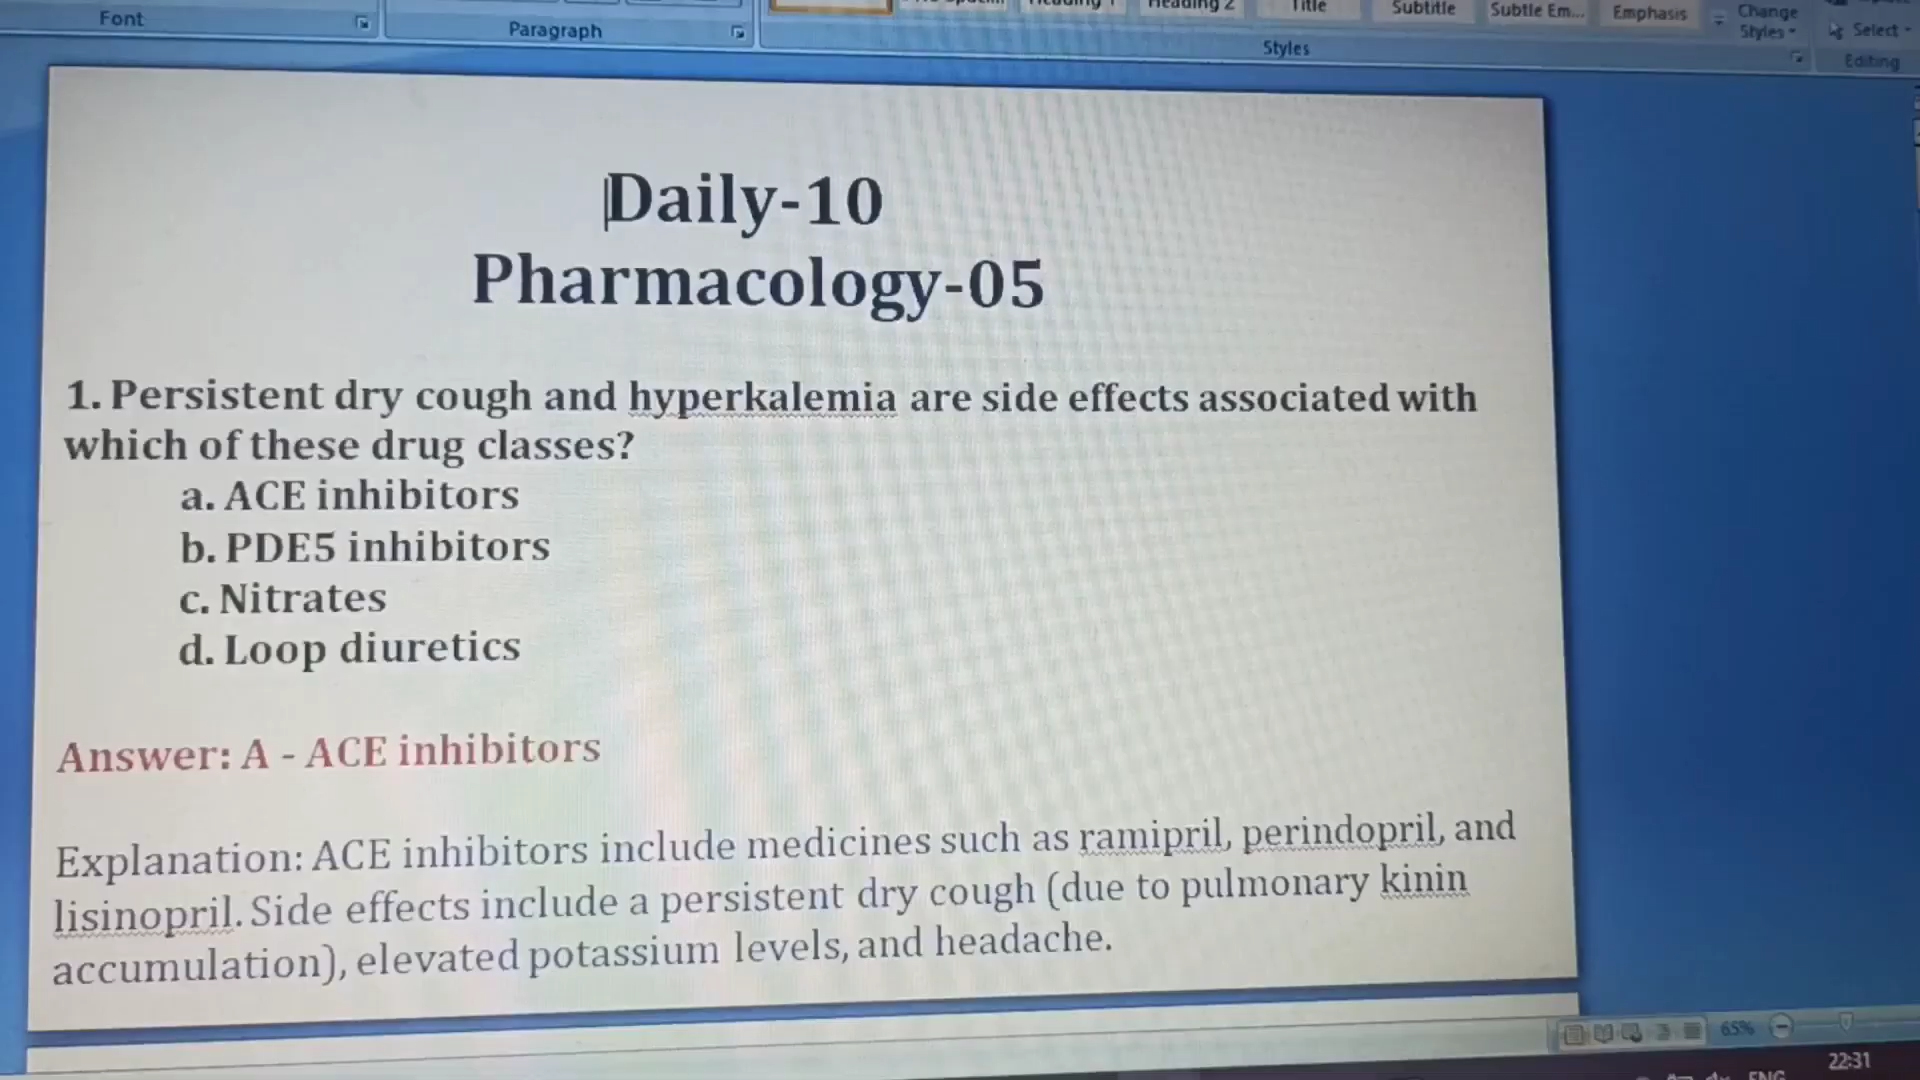 Font
Paragraph
Styles
Heading 2
Title
Subtitle
Subtle Em...
Emphasis
Change
Styles
Select
Editing
Daily-10
Pharmacology-05
1. Persistent dry cough and hyperkalemia are side effects associated with
which of these drug classes?
a. ACE inhibitors
b. PDE5 inhibitors
c. Nitrates
d. Loop diuretics
Answer: A - ACE inhibitors
Explanation: ACE inhibitors include medicines such as ramipril, perindopril, and
lisinopril. Side effects include a persistent dry cough (due to pulmonary kinin
accumulation), elevated potassium levels, and headache.
65%
22:31
ENG